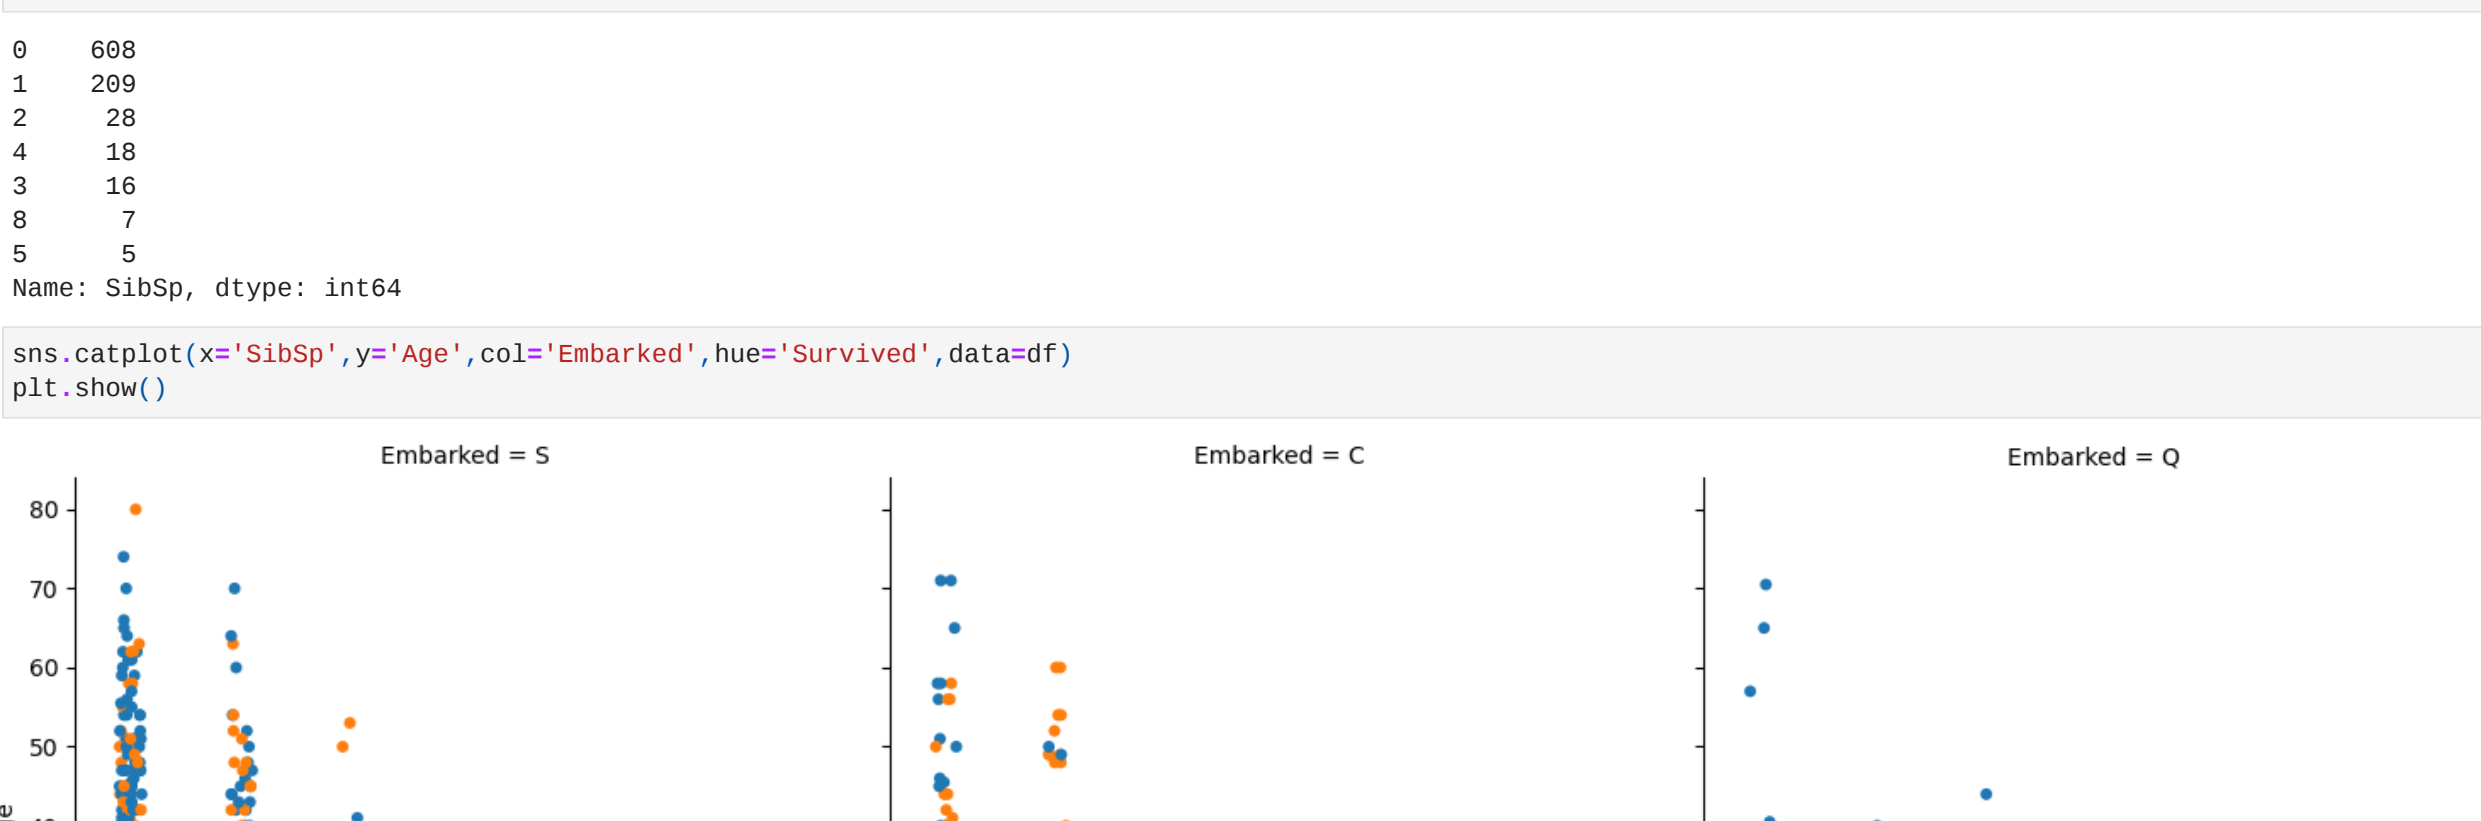 0 608
1 209
2 28
4 18
3 16
8 7
5 5
Name: SibSp, dtype: int64
sns.catplot(x='SibSp',y='Age',col='Embarked',hue='Survived',data=df)
plt.show()
Embarked = S Embarked = C Embarked = Q
80
70
60
50